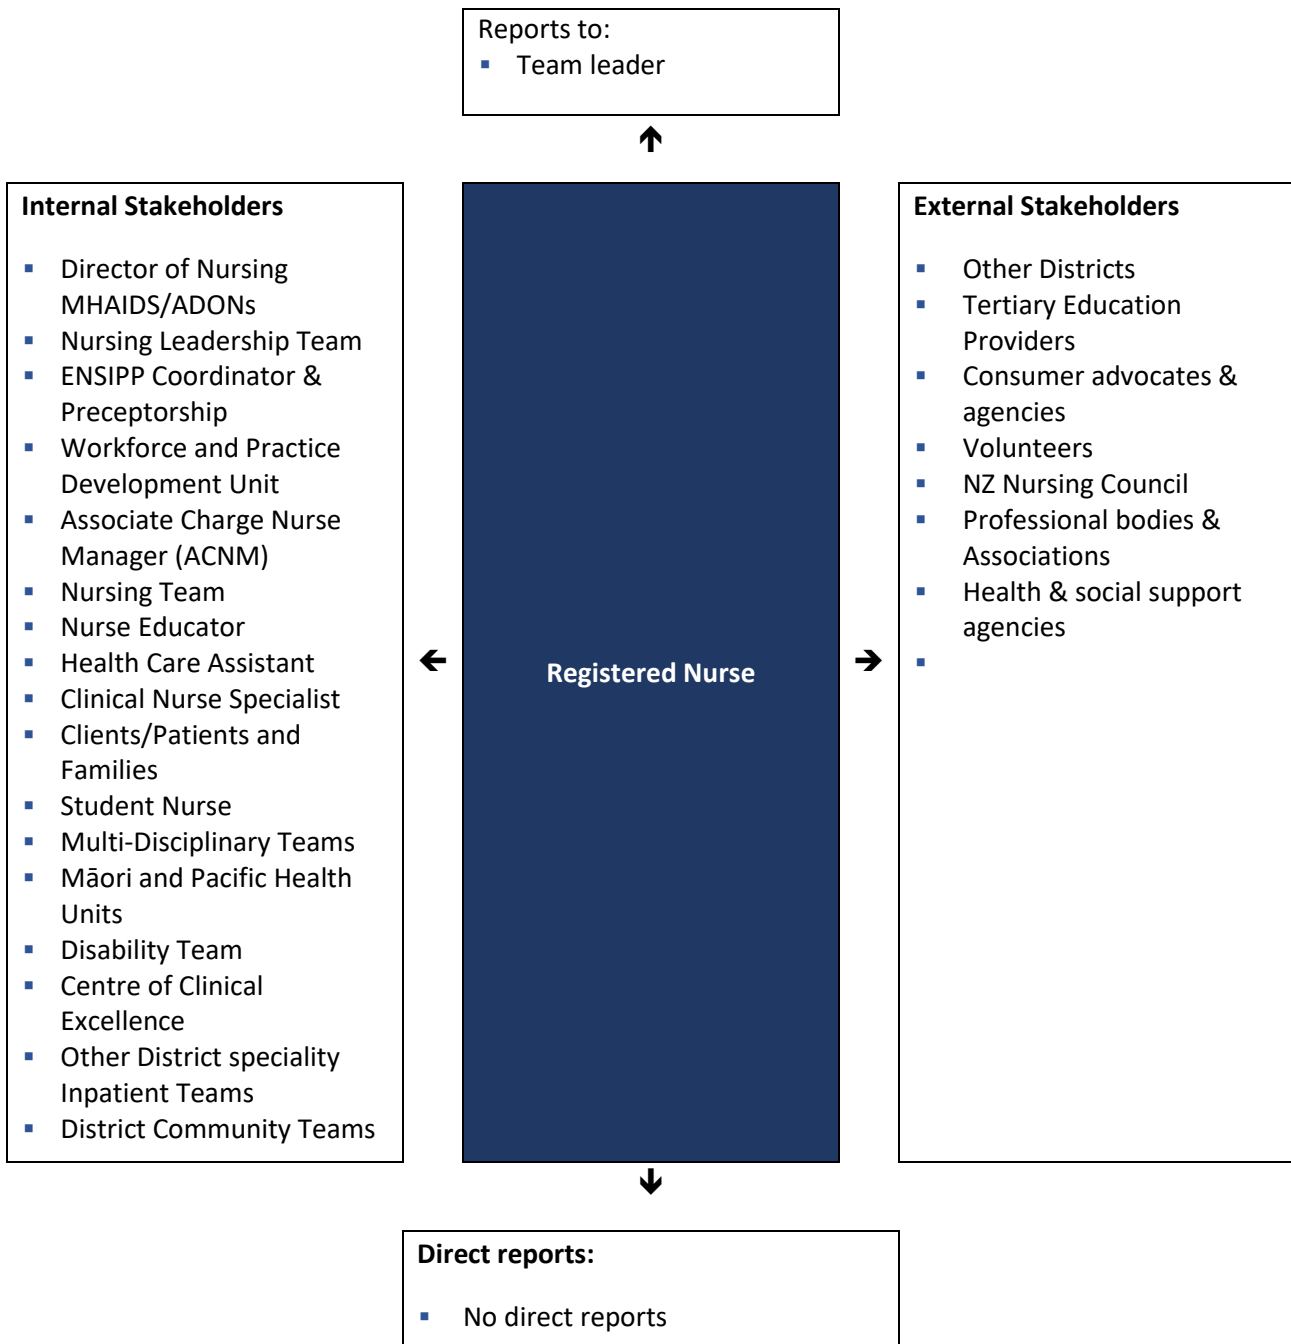 Reports to:
▪ Team leader
🡹
Internal Stakeholders
▪ Director of Nursing
MHAIDS/ADONs
▪ Nursing Leadership Team
▪ ENSIPP Coordinator &
Preceptorship
▪ Workforce and Practice
Development Unit
▪ Associate Charge Nurse
Manager (ACNM)
▪ Nursing Team
▪ Nurse Educator
▪ Health Care Assistant
▪ Clinical Nurse Specialist
▪ Clients/Patients and
Families
▪ Student Nurse
▪ Multi-Disciplinary Teams
▪ Māori and Pacific Health
Units
▪ Disability Team
▪ Centre of Clinical
Excellence
▪ Other District speciality
Inpatient Teams
▪ District Community Teams
🡸
Registered Nurse
🡺
External Stakeholders
▪ Other Districts
▪ Tertiary Education
Providers
▪ Consumer advocates &
agencies
▪ Volunteers
▪ NZ Nursing Council
▪ Professional bodies &
Associations
▪ Health & social support
agencies
▪
🡻
Direct reports:
▪ No direct reports